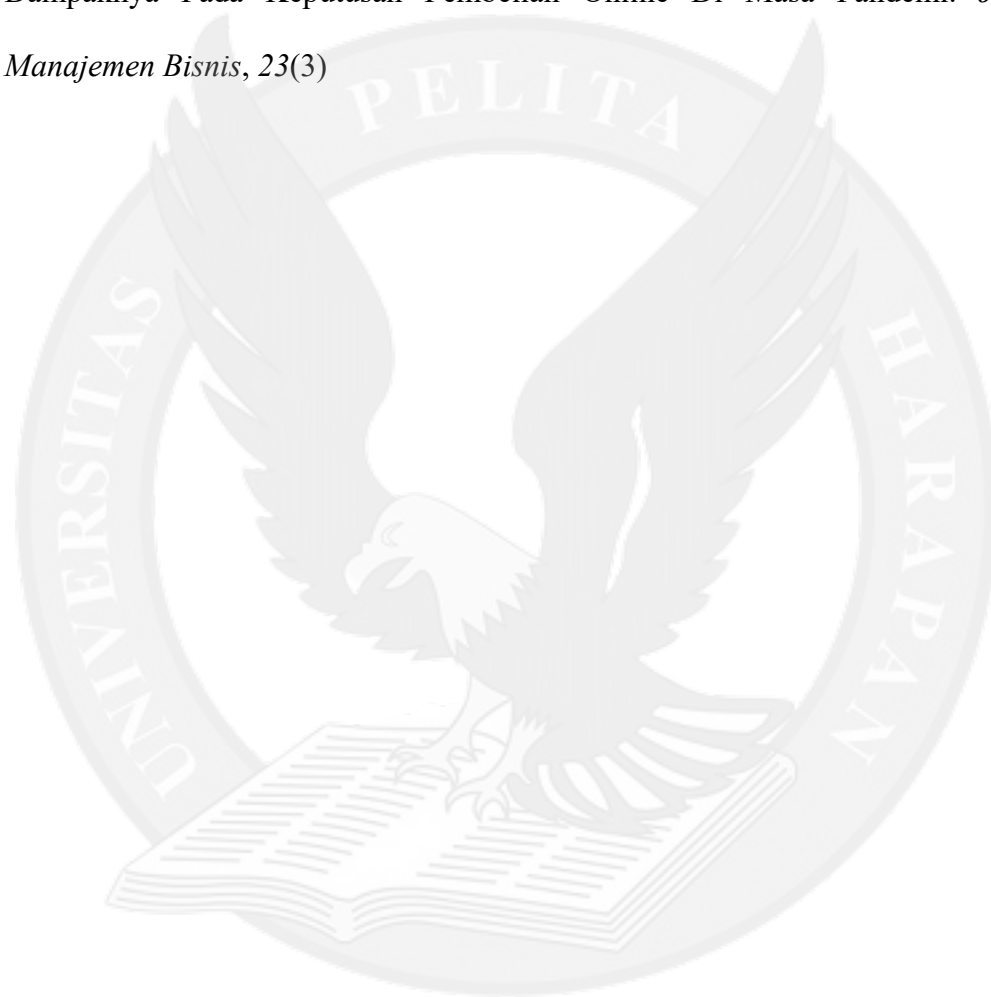 Dampaknya Pada Keputusan Pembelian Online Di Masa Pandemi.
Manajemen Bisnis, 23(3)
UNIVERSITAS PELITA HARAPAN